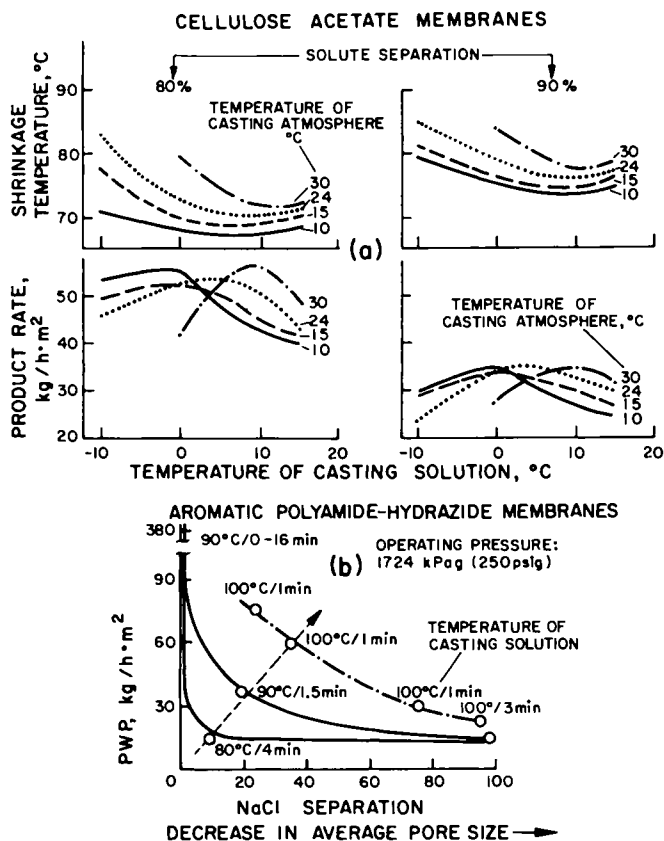 CELLULOSE ACETATE MEMBRANES
SOLUTE SEPARATION
80%
90%
SHRINKAGE
TEMPERATURE, °C
90
80
70
TEMPERATURE OF
CASTING ATMOSPHERE
°C
30
24
15
10
30
24
15
10
(a)
PRODUCT RATE,
kg/h·m²
50
40
30
20
30
24
15
10
TEMPERATURE OF
CASTING ATMOSPHERE, °C
30
24
15
10
-10
0
10
20
-10
0
10
20
TEMPERATURE OF CASTING SOLUTION, °C
AROMATIC POLYAMIDE-HYDRAZIDE MEMBRANES
PWP, kg/h·m²
380
90
60
30
90°C/0-16 min
(b)
OPERATING PRESSURE:
1724 kPag (250psig)
100°C/1min
100°C/1min
TEMPERATURE OF
CASTING SOLUTION
90°C/1.5min
100°C/1min
100°/3min
80°C/4min
0
20
40
60
80
100
NaCl SEPARATION
DECREASE IN AVERAGE PORE SIZE